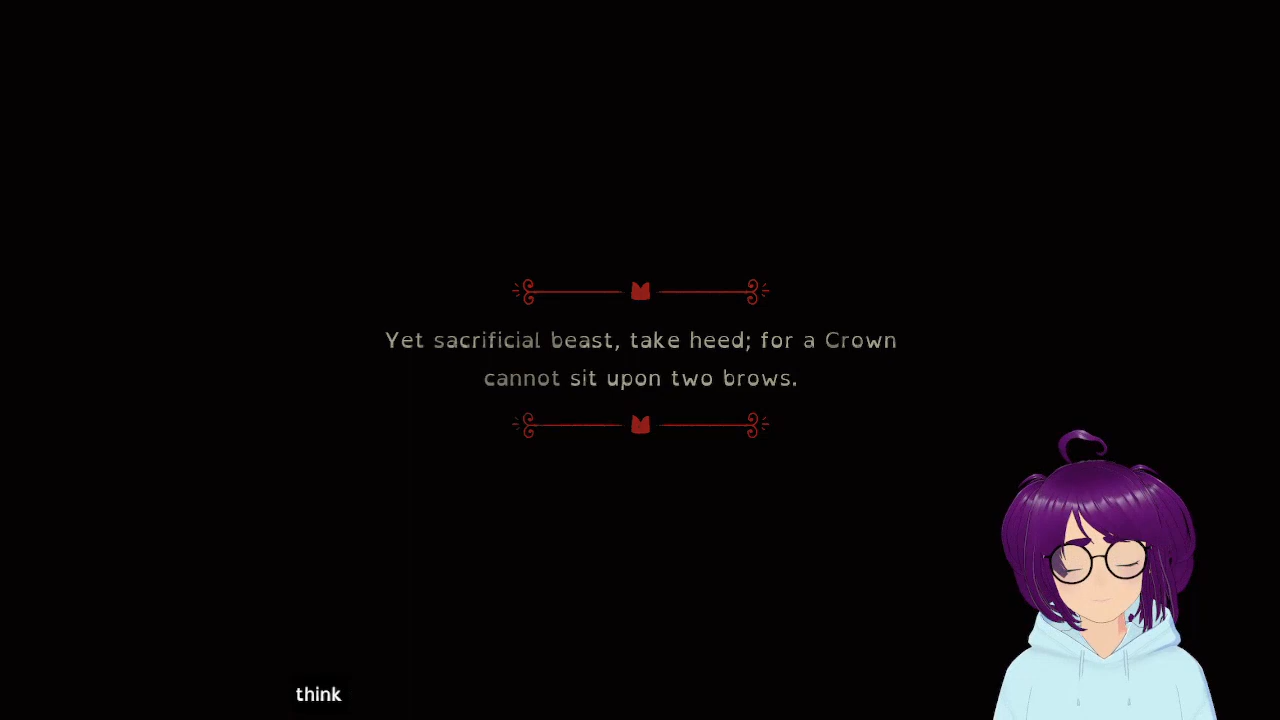 Yet sacrificial beast, take heed; for a Crown
cannot sit upon two brows.
think